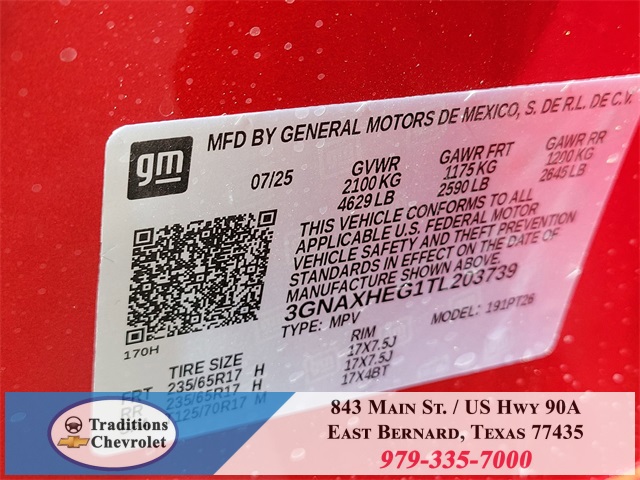 gm
MFD BY GENERAL MOTORS DE MEXICO, S. DE R.L. DE C.V.
07/25
GVWR GAWR FRT GAWR RR
2100 KG 1175 KG 1200 KG
4629 LB 2590 LB 2645 LB
THIS VEHICLE CONFORMS TO ALL
APPLICABLE U.S. FEDERAL MOTOR
VEHICLE SAFETY AND THEFT PREVENTION
STANDARDS IN EFFECT ON THE DATE OF
MANUFACTURE SHOWN ABOVE.
3GNAXHEG1TL203739
TYPE: MPV MODEL: 191PT26
170H
TIRE SIZE RIM
FRT 235/65R17 H 17X7.5J
RR 235/65R17 H 17X7.5J
125/70R17 M 17X4BT
Traditions
Chevrolet
843 Main St. / US Hwy 90A
East Bernard, Texas 77435
979-335-7000